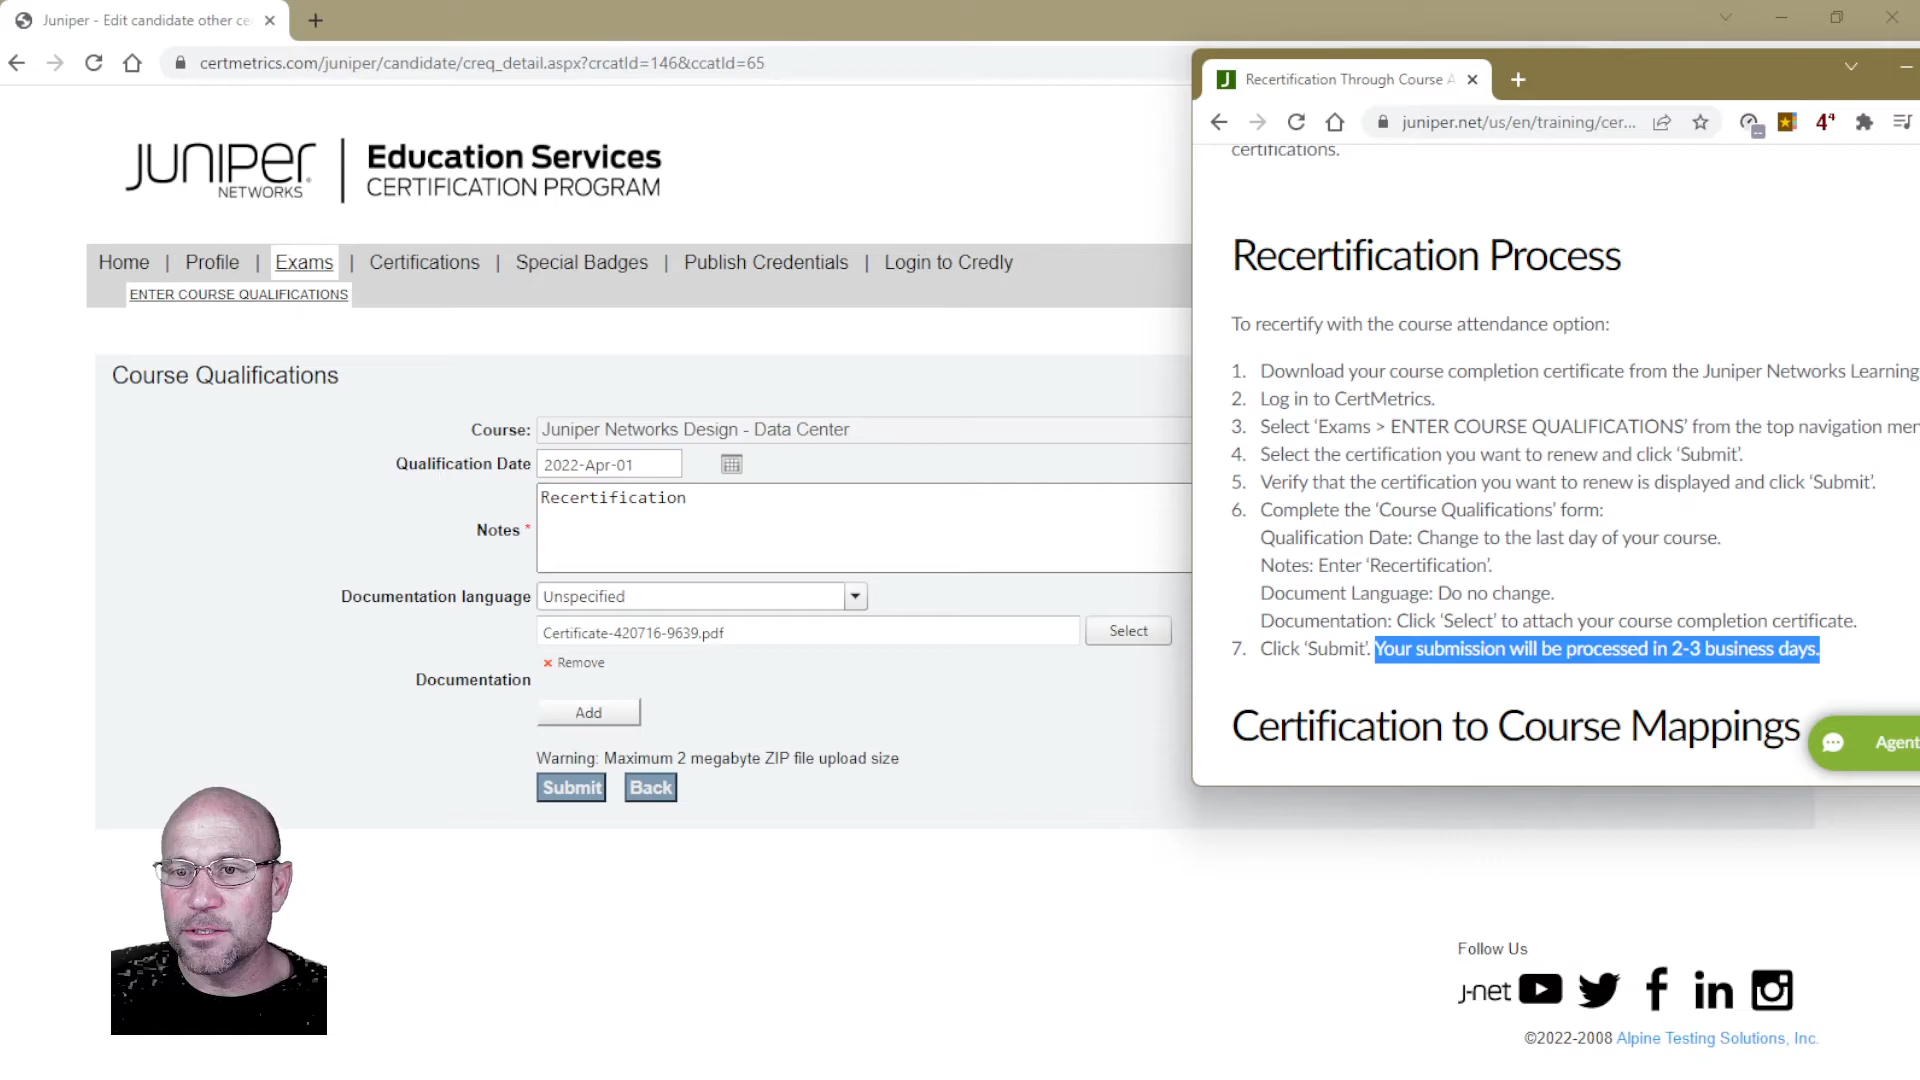 Juniper - Edit candidate other ce
certmetrics.com/juniper/candidate/creq_detail.aspx?crcatId=146&ccatId=65
JUNIPER NETWORKS | Education Services CERTIFICATION PROGRAM
Home | Profile | Exams | Certifications | Special Badges | Publish Credentials | Login to Credly
ENTER COURSE QUALIFICATIONS
Course Qualifications
Course: Juniper Networks Design - Data Center
Qualification Date 2022-Apr-01
Recertification
Notes *
Documentation language Unspecified
Certificate-420716-9639.pdf Select
Remove
Documentation
Add
Warning: Maximum 2 megabyte ZIP file upload size
Submit Back
Recertification Through Course A
juniper.net/us/en/training/cer...
4
certifications.
Recertification Process
To recertify with the course attendance option:
1. Download your course completion certificate from the Juniper Networks Learning
2. Log in to CertMetrics.
3. Select ‘Exams > ENTER COURSE QUALIFICATIONS’ from the top navigation men
4. Select the certification you want to renew and click ‘Submit’.
5. Verify that the certification you want to renew is displayed and click ‘Submit’.
6. Complete the ‘Course Qualifications’ form:
Qualification Date: Change to the last day of your course.
Notes: Enter ‘Recertification’.
Document Language: Do no change.
Documentation: Click ‘Select’ to attach your course completion certificate.
7. Click ‘Submit’. Your submission will be processed in 2-3 business days.
Certification to Course Mappings
Agent
Follow Us
J-net
©2022-2008 Alpine Testing Solutions, Inc.